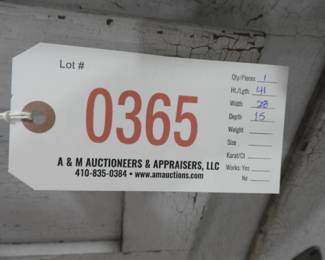 Lot #
0365
A & M AUCTIONEERS & APPRAISERS, LLC
410-835-0384 • www.amauctions.com
Qty/Pieces 1
Ht./Lgth 41
Width 28
Depth 15
Weight
Size
Karat/Ct
Works: Yes
No